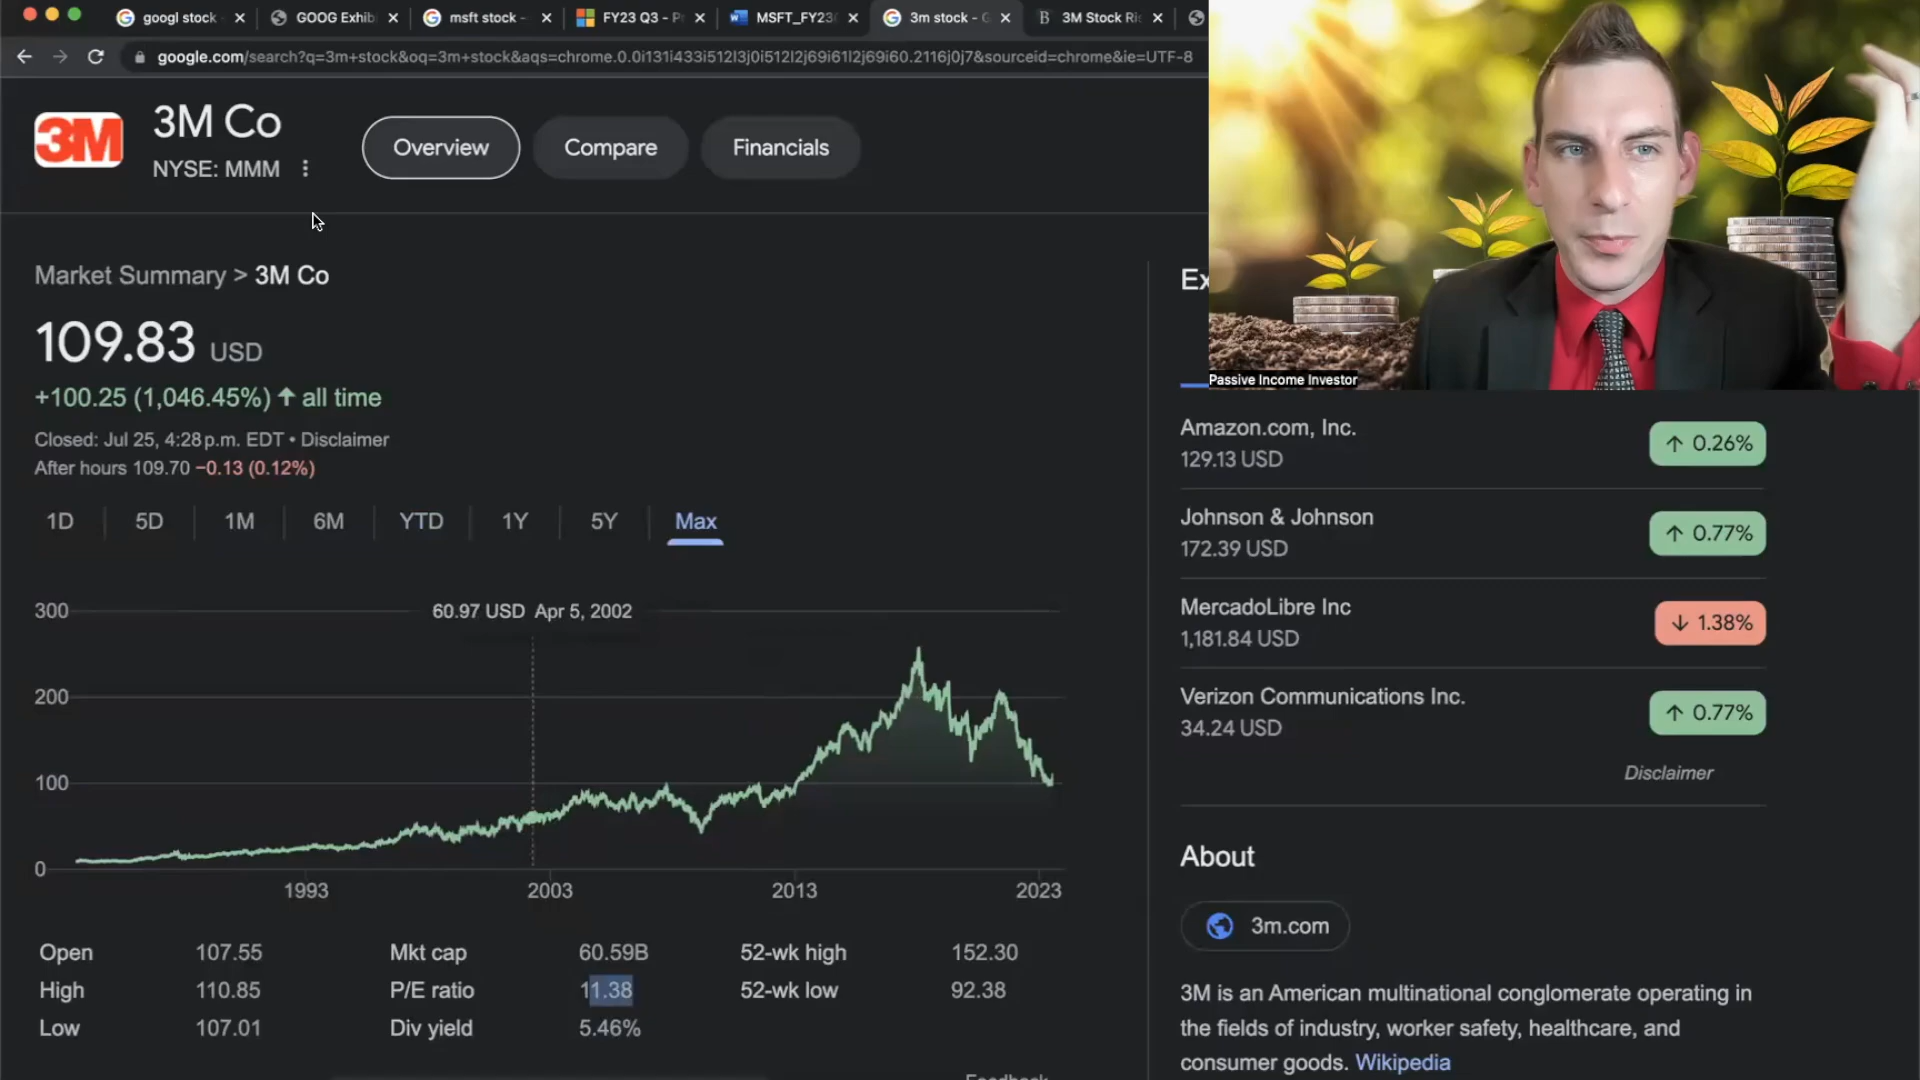 googl stock
GOOG Exhib
msft stock -
FY23 Q3 - P
MSFT_FY23
3m stock - G
3M Stock Ris
google.com/search?q=3m+stock&oq=3m+stock&aqs=chrome.0.0i131i433i512l3j0i512l2j69i61l2j69i60.2116j0j7&sourceid=chrome&ie=UTF-8
3M
3M Co
NYSE: MMM
Overview
Compare
Financials
Market Summary > 3M Co
109.83 USD
+100.25 (1,046.45%) ↑ all time
Closed: Jul 25, 4:28 p.m. EDT • Disclaimer
After hours 109.70 −0.13 (0.12%)
1D 5D 1M 6M YTD 1Y 5Y Max
60.97 USD Apr 5, 2002
300
200
100
0
1993 2003 2013 2023
Open 107.55 Mkt cap 60.59B 52-wk high 152.30
High 110.85 P/E ratio 11.38 52-wk low 92.38
Low 107.01 Div yield 5.46%
Feedback
Ex
Passive Income Investor
Amazon.com, Inc.
129.13 USD
↑ 0.26%
Johnson & Johnson
172.39 USD
↑ 0.77%
MercadoLibre Inc
1,181.84 USD
↓ 1.38%
Verizon Communications Inc.
34.24 USD
↑ 0.77%
Disclaimer
About
3m.com
3M is an American multinational conglomerate operating in
the fields of industry, worker safety, healthcare, and
consumer goods. Wikipedia